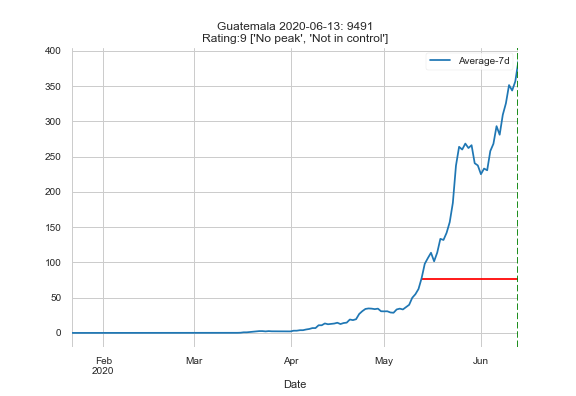 Guatemala 2020-06-13: 9491
Rating:9 ['No peak', 'Not in control']
Average-7d
400
350
300
250
200
150
100
50
0
Feb
2020
Mar
Apr
May
Jun
Date